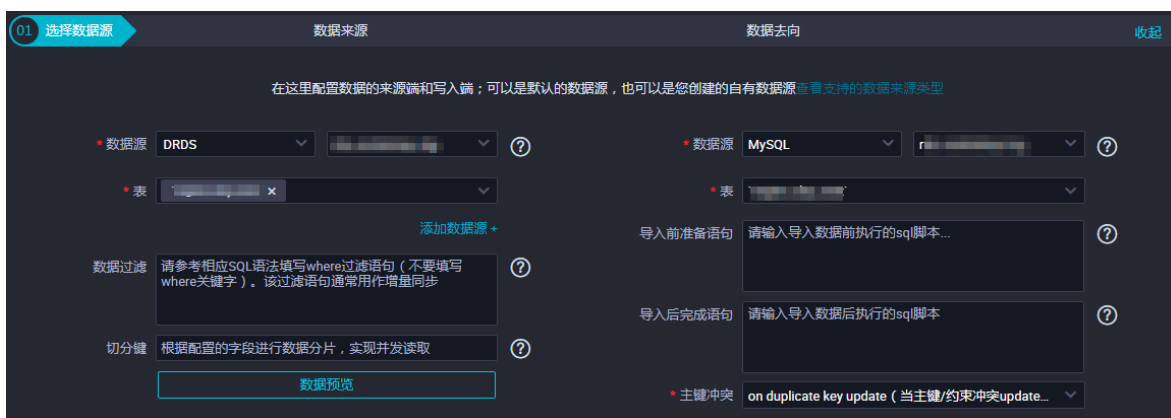 01 选择数据源 数据来源 数据去向 收起
在这里配置数据的来源端和写入端；可以是默认的数据源，也可以是您创建的自有数据源查看支持的数据来源类型
* 数据源 DRDS ?
* 数据源 MySQL ?
* 表 ×
* 表
添加数据源 +
导入前准备语句 请输入导入数据前执行的sql脚本... ?
数据过滤 请参考相应SQL语法填写where过滤语句（不要填写 ?
where关键字）。该过滤语句通常用作增量同步
导入后完成语句 请输入导入数据后执行的sql脚本 ?
切分键 根据配置的字段进行数据分片，实现并发读取 ?
数据预览
* 主键冲突 on duplicate key update（当主键/约束冲突update...